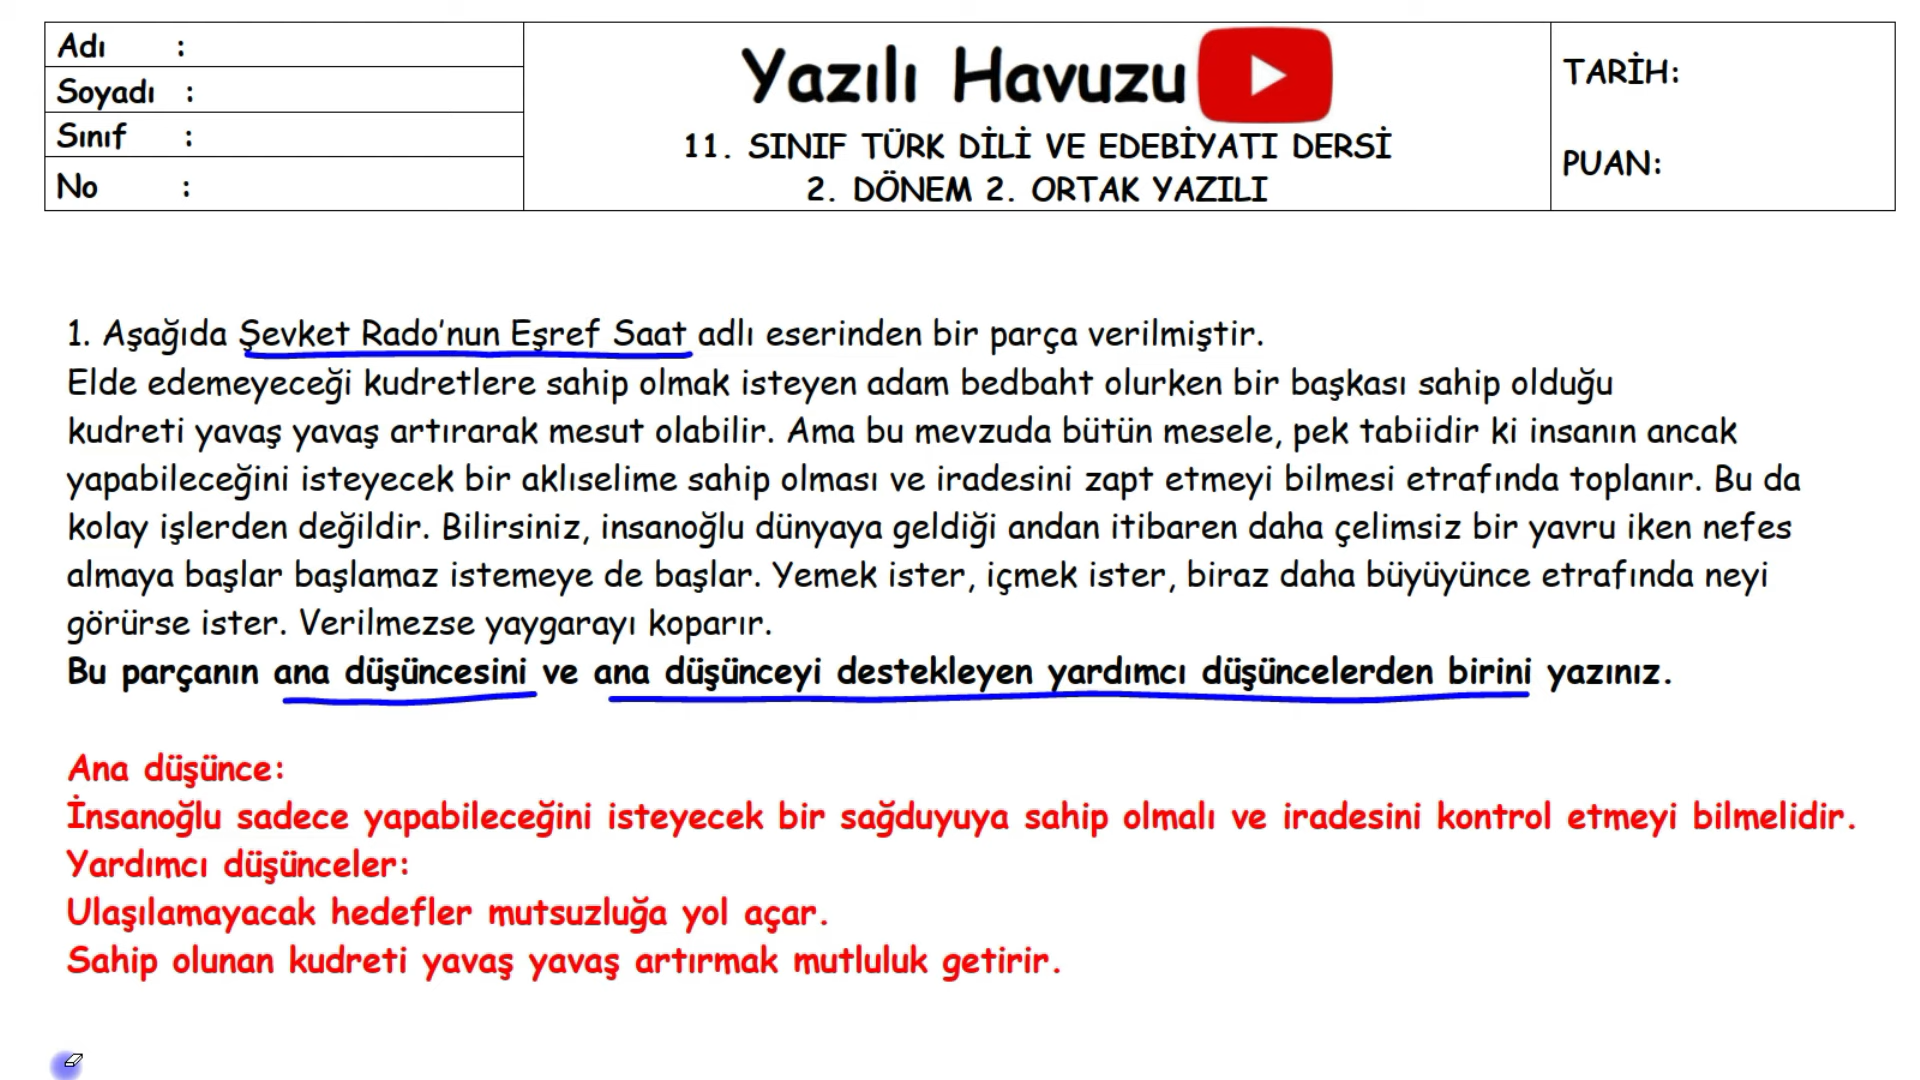 Adı :
Soyadı :
Sınıf :
No :
Yazılı Havuzu
11. SINIF TÜRK DİLİ VE EDEBİYATI DERSİ
2. DÖNEM 2. ORTAK YAZILI
TARİH:
PUAN:
1. Aşağıda Şevket Rado’nun Eşref Saat adlı eserinden bir parça verilmiştir.
Elde edemeyeceği kudretlere sahip olmak isteyen adam bedbaht olurken bir başkası sahip olduğu
kudreti yavaş yavaş artırarak mesut olabilir. Ama bu mevzuda bütün mesele, pek tabiidir ki insanın ancak
yapabileceğini isteyecek bir aklıselime sahip olması ve iradesini zapt etmeyi bilmesi etrafında toplanır. Bu da
kolay işlerden değildir. Bilirsiniz, insanoğlu dünyaya geldiği andan itibaren daha çelimsiz bir yavru iken nefes
almaya başlar başlamaz istemeye de başlar. Yemek ister, içmek ister, biraz daha büyüyünce etrafında neyi
görürse ister. Verilmezse yaygarayı koparır.
Bu parçanın ana düşüncesini ve ana düşünceyi destekleyen yardımcı düşüncelerden birini yazınız.
Ana düşünce:
İnsanoğlu sadece yapabileceğini isteyecek bir sağduyuya sahip olmalı ve iradesini kontrol etmeyi bilmelidir.
Yardımcı düşünceler:
Ulaşılamayacak hedefler mutsuzluğa yol açar.
Sahip olunan kudreti yavaş yavaş artırmak mutluluk getirir.